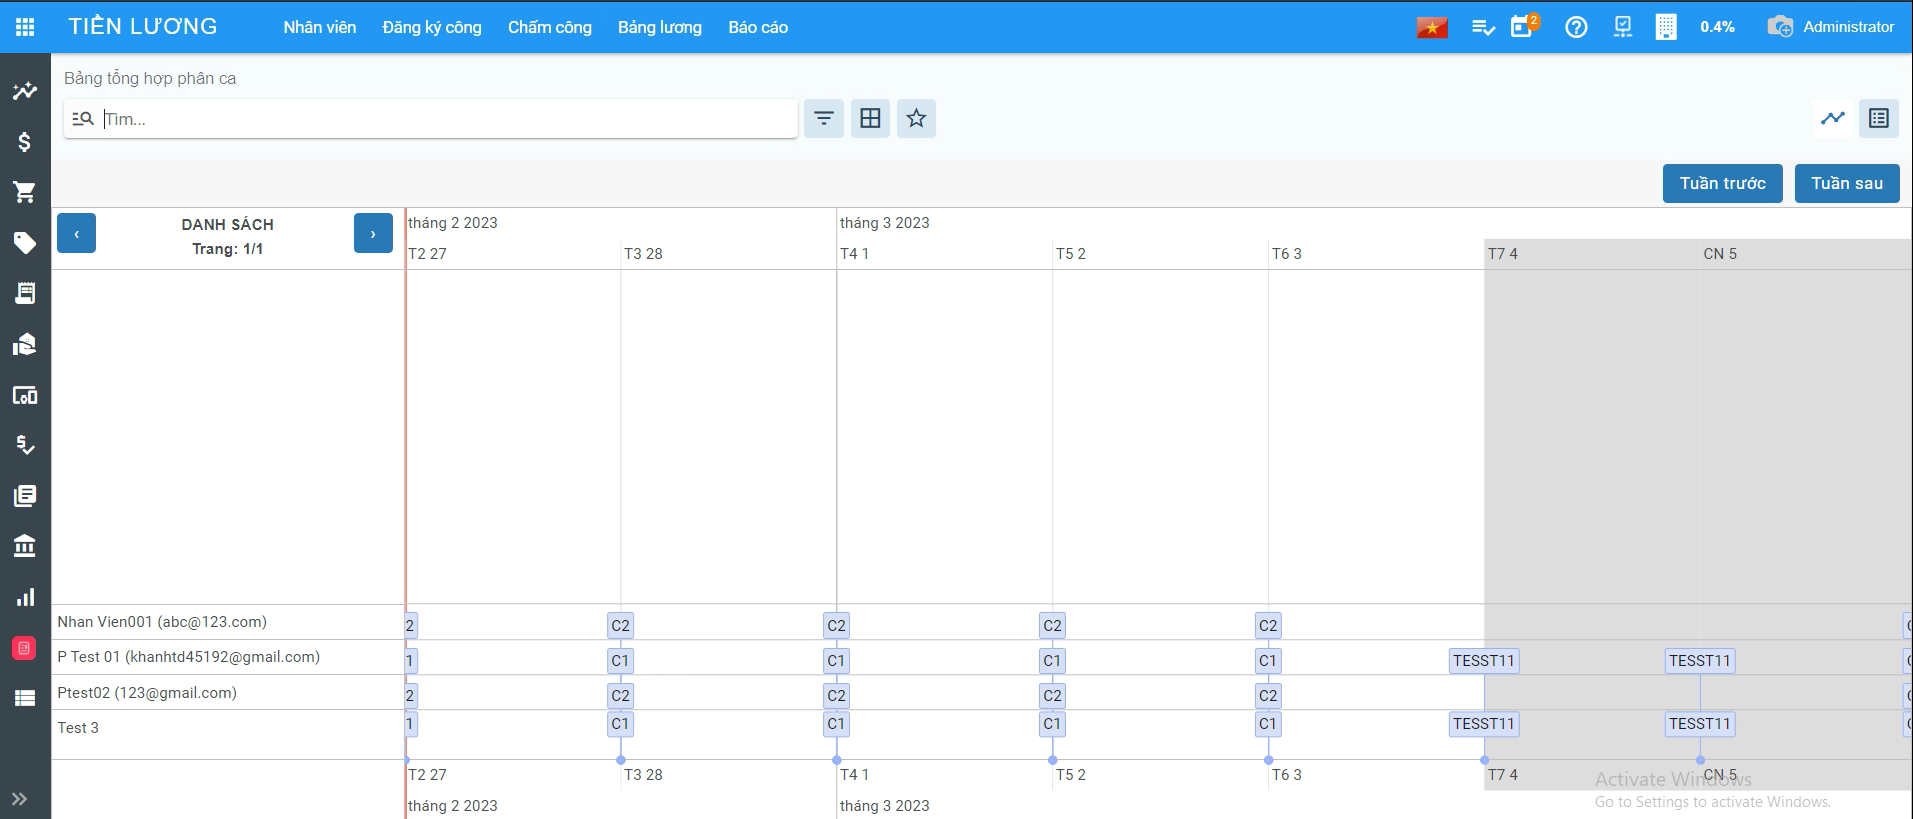 TIỀN LƯƠNG Nhân viên Đăng ký công Chấm công Bảng lương Báo cáo 2 0.4% Administrator
Bảng tổng hợp phân ca
Tìm...
Tuần trước Tuần sau
‹ DANH SÁCH ›
Trang: 1/1
tháng 2 2023 tháng 3 2023
T2 27 T3 28 T4 1 T5 2 T6 3 T7 4 CN 5
Nhan Vien001 (abc@123.com) 2 C2 C2 C2 C2
P Test 01 (khanhtd45192@gmail.com) 1 C1 C1 C1 C1 TESST11 TESST11
Ptest02 (123@gmail.com) 2 C2 C2 C2 C2
Test 3 1 C1 C1 C1 C1 TESST11 TESST11
T2 27 T3 28 T4 1 T5 2 T6 3 T7 4 CN 5
tháng 2 2023 tháng 3 2023
Activate Windows
Go to Settings to activate Windows.